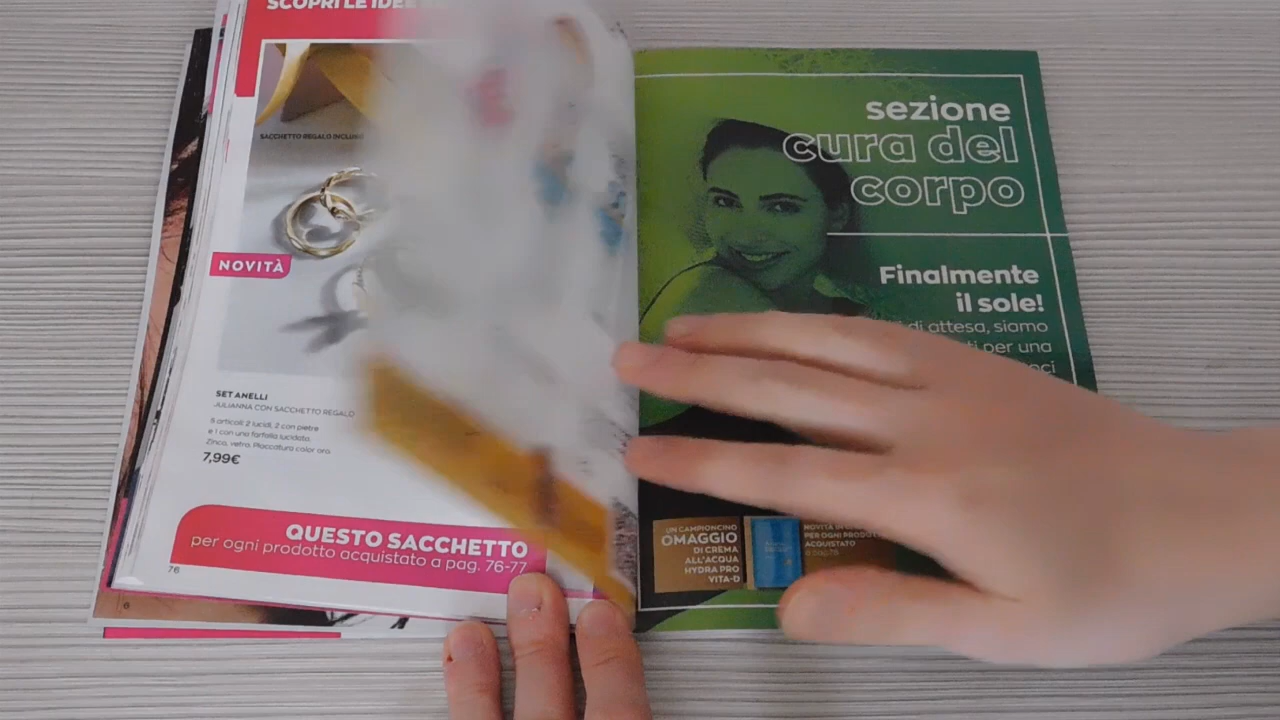 SCOPRI LE IDEE
SACCHETTO REGALO INCLUSO
NOVITÀ
SET ANELLI
JULIANNA CON SACCHETTO REGALO
5 articoli: 2 lucidi, 2 con pietre
e 1 con una farfalla lucidata.
Zinco, vetro. Placcatura color oro.
7,99€
QUESTO SACCHETTO
per ogni prodotto acquistato a pag. 76-77
76
6
sezione
cura del
corpo
Finalmente
il sole!
di attesa, siamo
per una
UN CAMPIONCINO
OMAGGIO
DI CREMA
ALL'ACQUA
HYDRA PRO
VITA-D
NOVITÀ IN
PER OGNI PRODOTTO
ACQUISTATO